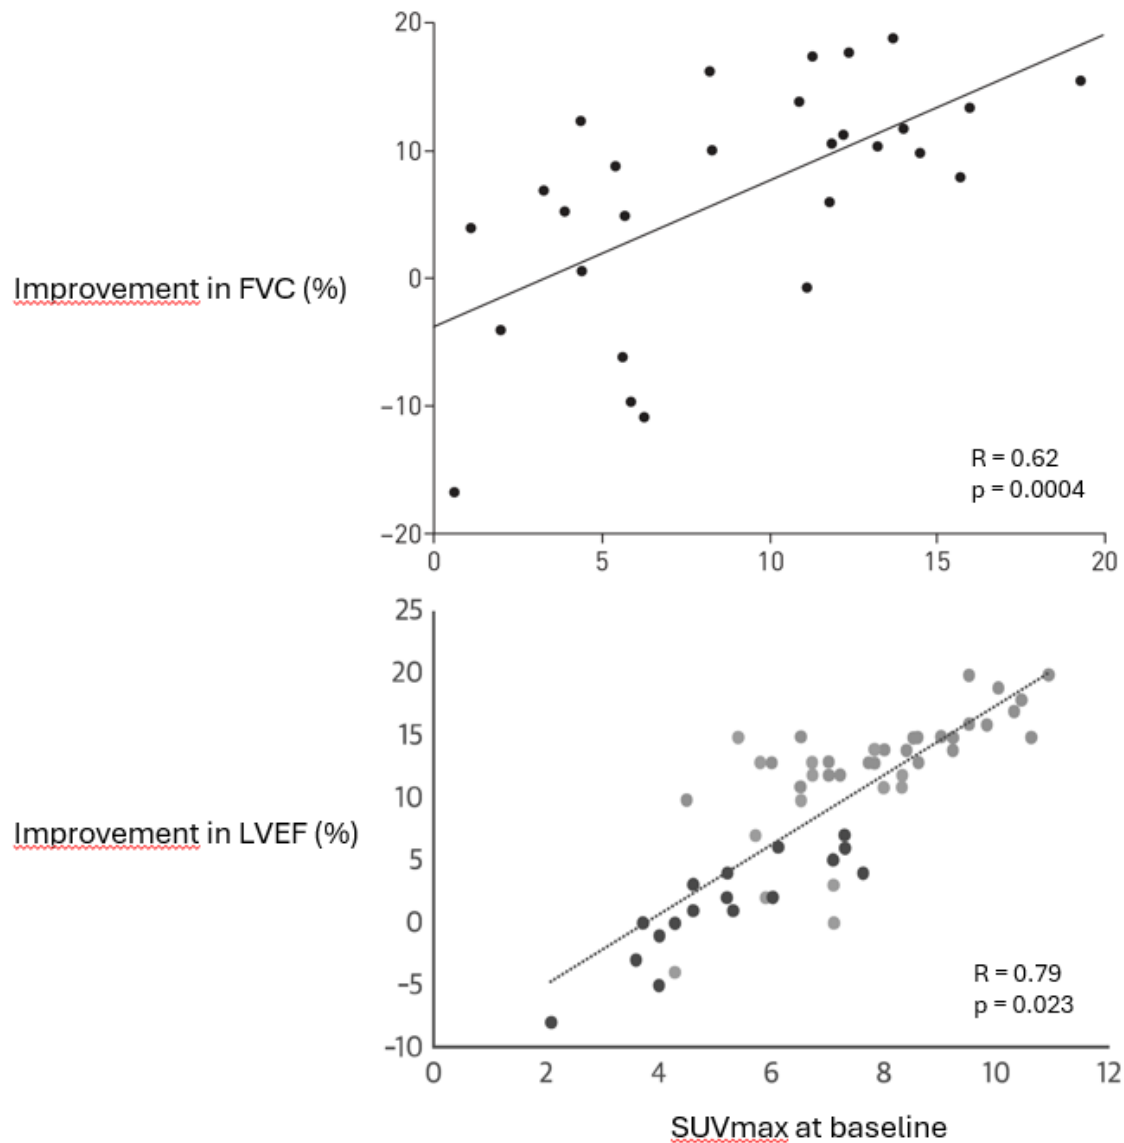 20
10
Improvement in FVC (%)
0
−10
R = 0.62
p = 0.0004
−20
0 5 10 15 20
25
20
15
10
Improvement in LVEF (%)
5
0
−5
R = 0.79
p = 0.023
−10
0 2 4 6 8 10 12
SUVmax at baseline